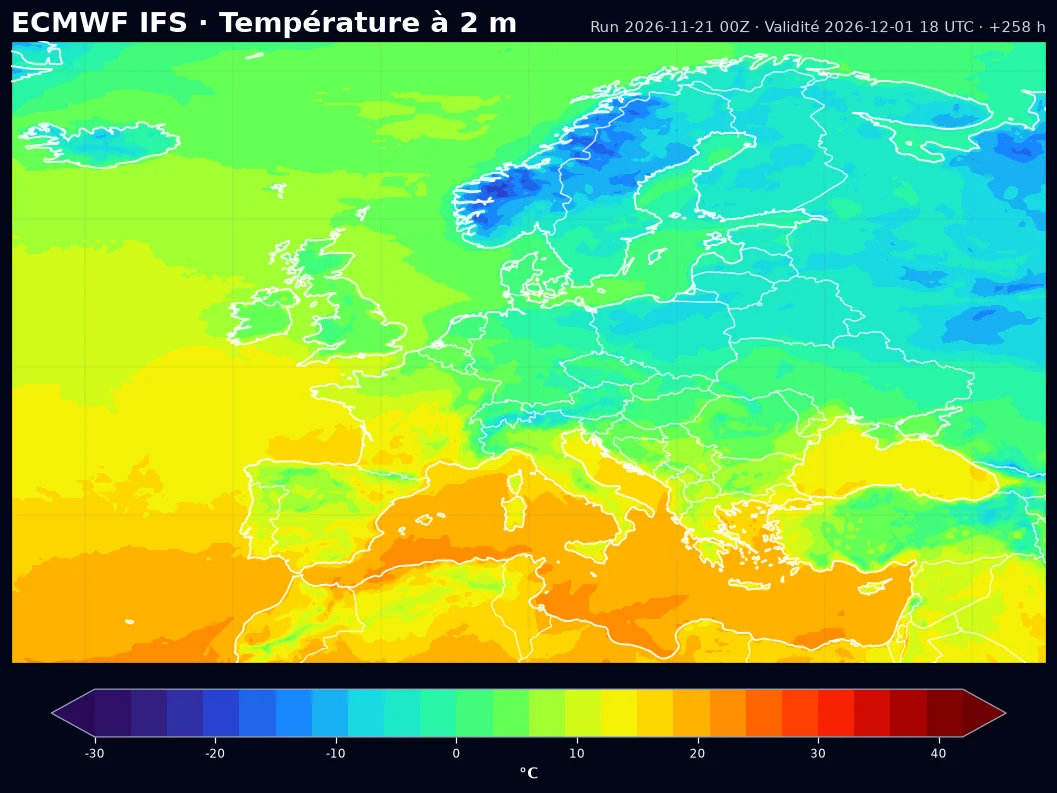 ECMWF IFS · Température à 2 m
Run 2026-11-21 00Z · Validité 2026-12-01 18 UTC · +258 h
-30 -20 -10 0 10 20 30 40
°C